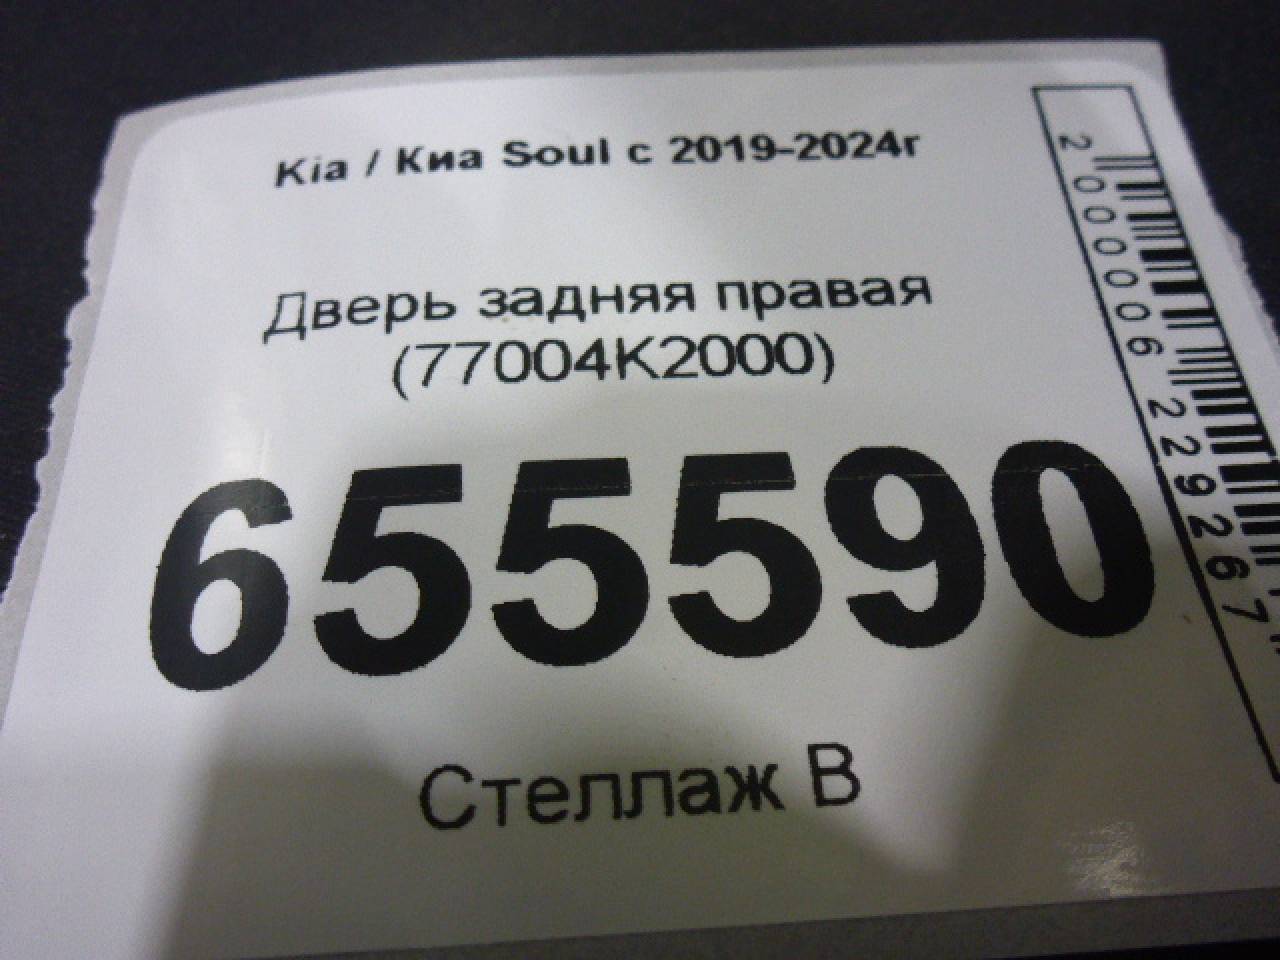 Kia / Киа Soul с 2019-2024г
Дверь задняя правая
(77004K2000)
655590
Стеллаж В
2000006229267